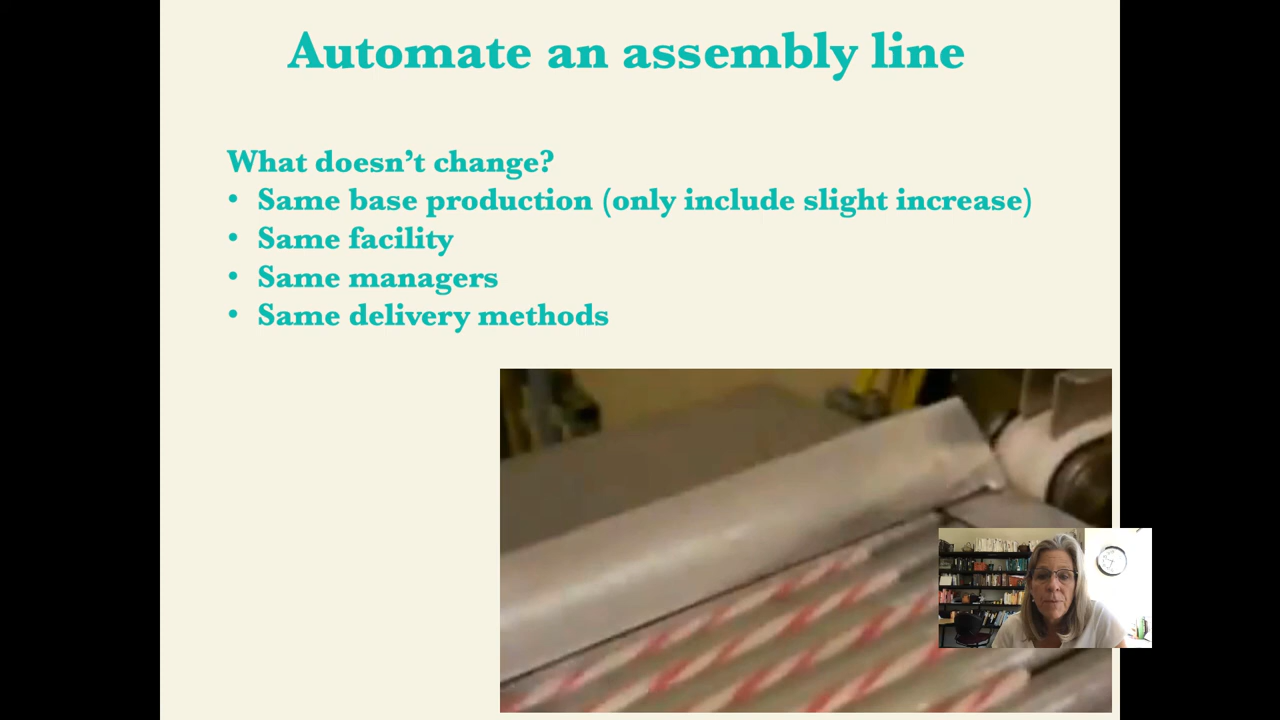 Automate an assembly line
What doesn’t change?
• Same base production (only include slight increase)
• Same facility
• Same managers
• Same delivery methods